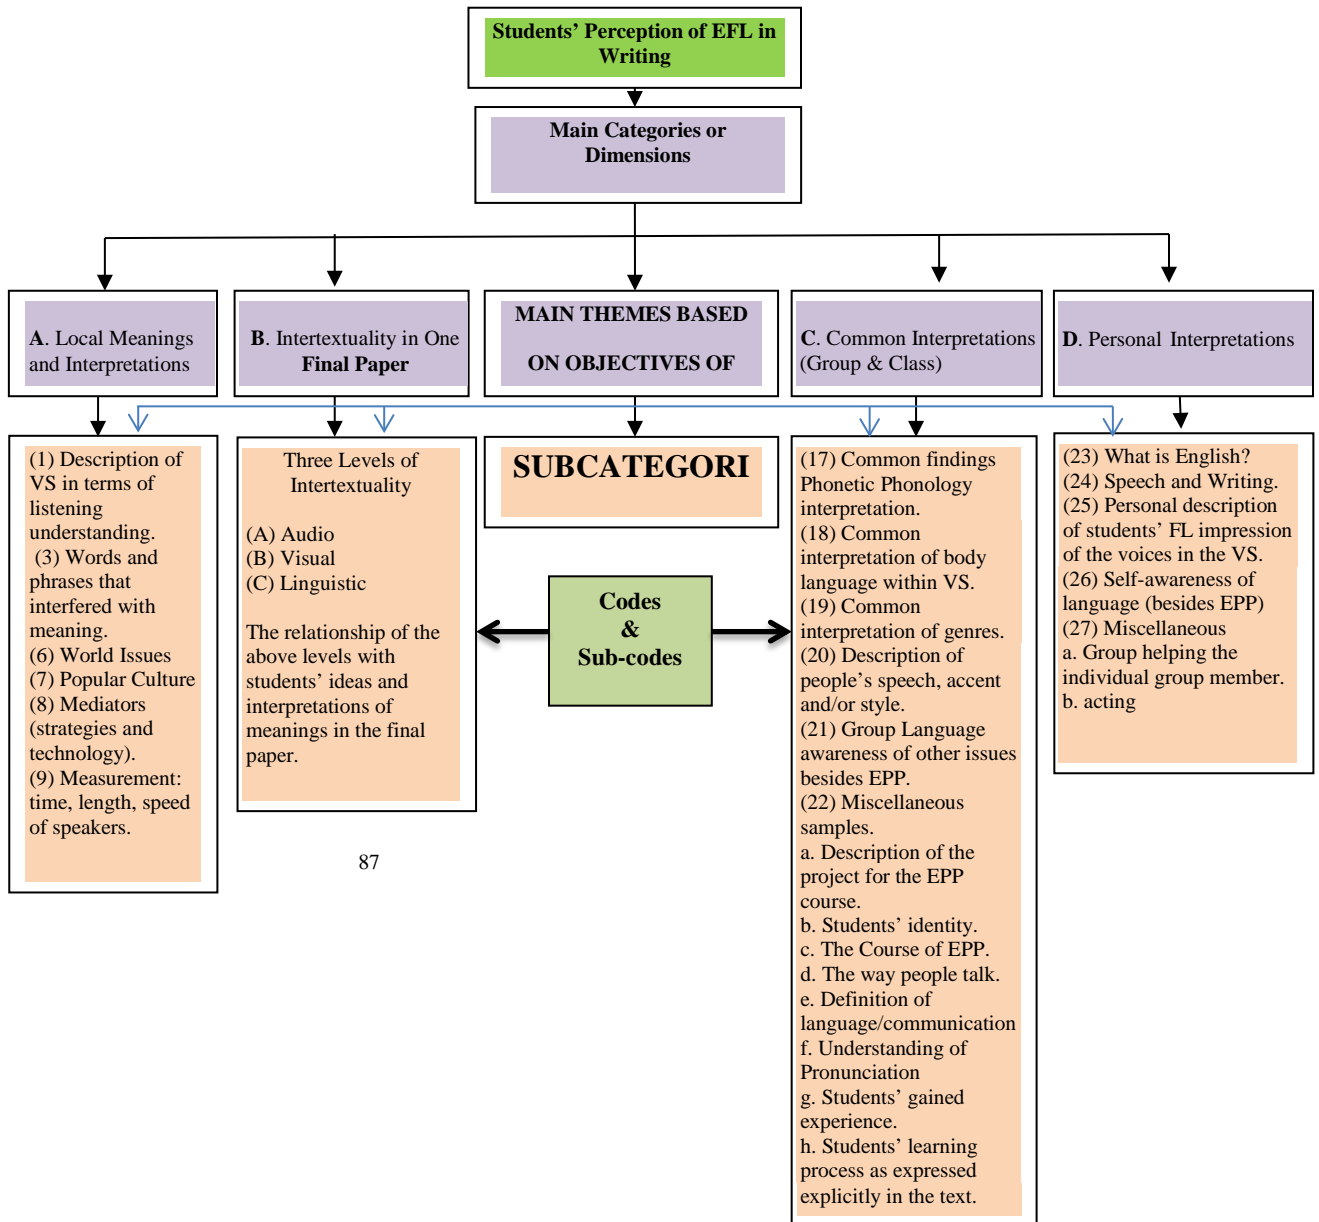 Students’ Perception of EFL in
Writing
Main Categories or
Dimensions
A. Local Meanings
and Interpretations
B. Intertextuality in One
Final Paper
MAIN THEMES BASED
ON OBJECTIVES OF
C. Common Interpretations
(Group & Class)
D. Personal Interpretations
(1) Description of
VS in terms of
listening
understanding.
(3) Words and
phrases that
interfered with
meaning.
(6) World Issues
(7) Popular Culture
(8) Mediators
(strategies and
technology).
(9) Measurement:
time, length, speed
of speakers.
Three Levels of
Intertextuality
(A) Audio
(B) Visual
(C) Linguistic
The relationship of the
above levels with
students’ ideas and
interpretations of
meanings in the final
paper.
SUBCATEGORI
Codes
&
Sub-codes
(17) Common findings
Phonetic Phonology
interpretation.
(18) Common
interpretation of body
language within VS.
(19) Common
interpretation of genres.
(20) Description of
people’s speech, accent
and/or style.
(21) Group Language
awareness of other issues
besides EPP.
(22) Miscellaneous
samples.
a. Description of the
project for the EPP
course.
b. Students’ identity.
c. The Course of EPP.
d. The way people talk.
e. Definition of
language/communication
f. Understanding of
Pronunciation
g. Students’ gained
experience.
h. Students’ learning
process as expressed
explicitly in the text.
(23) What is English?
(24) Speech and Writing.
(25) Personal description
of students’ FL impression
of the voices in the VS.
(26) Self-awareness of
language (besides EPP)
(27) Miscellaneous
a. Group helping the
individual group member.
b. acting
87